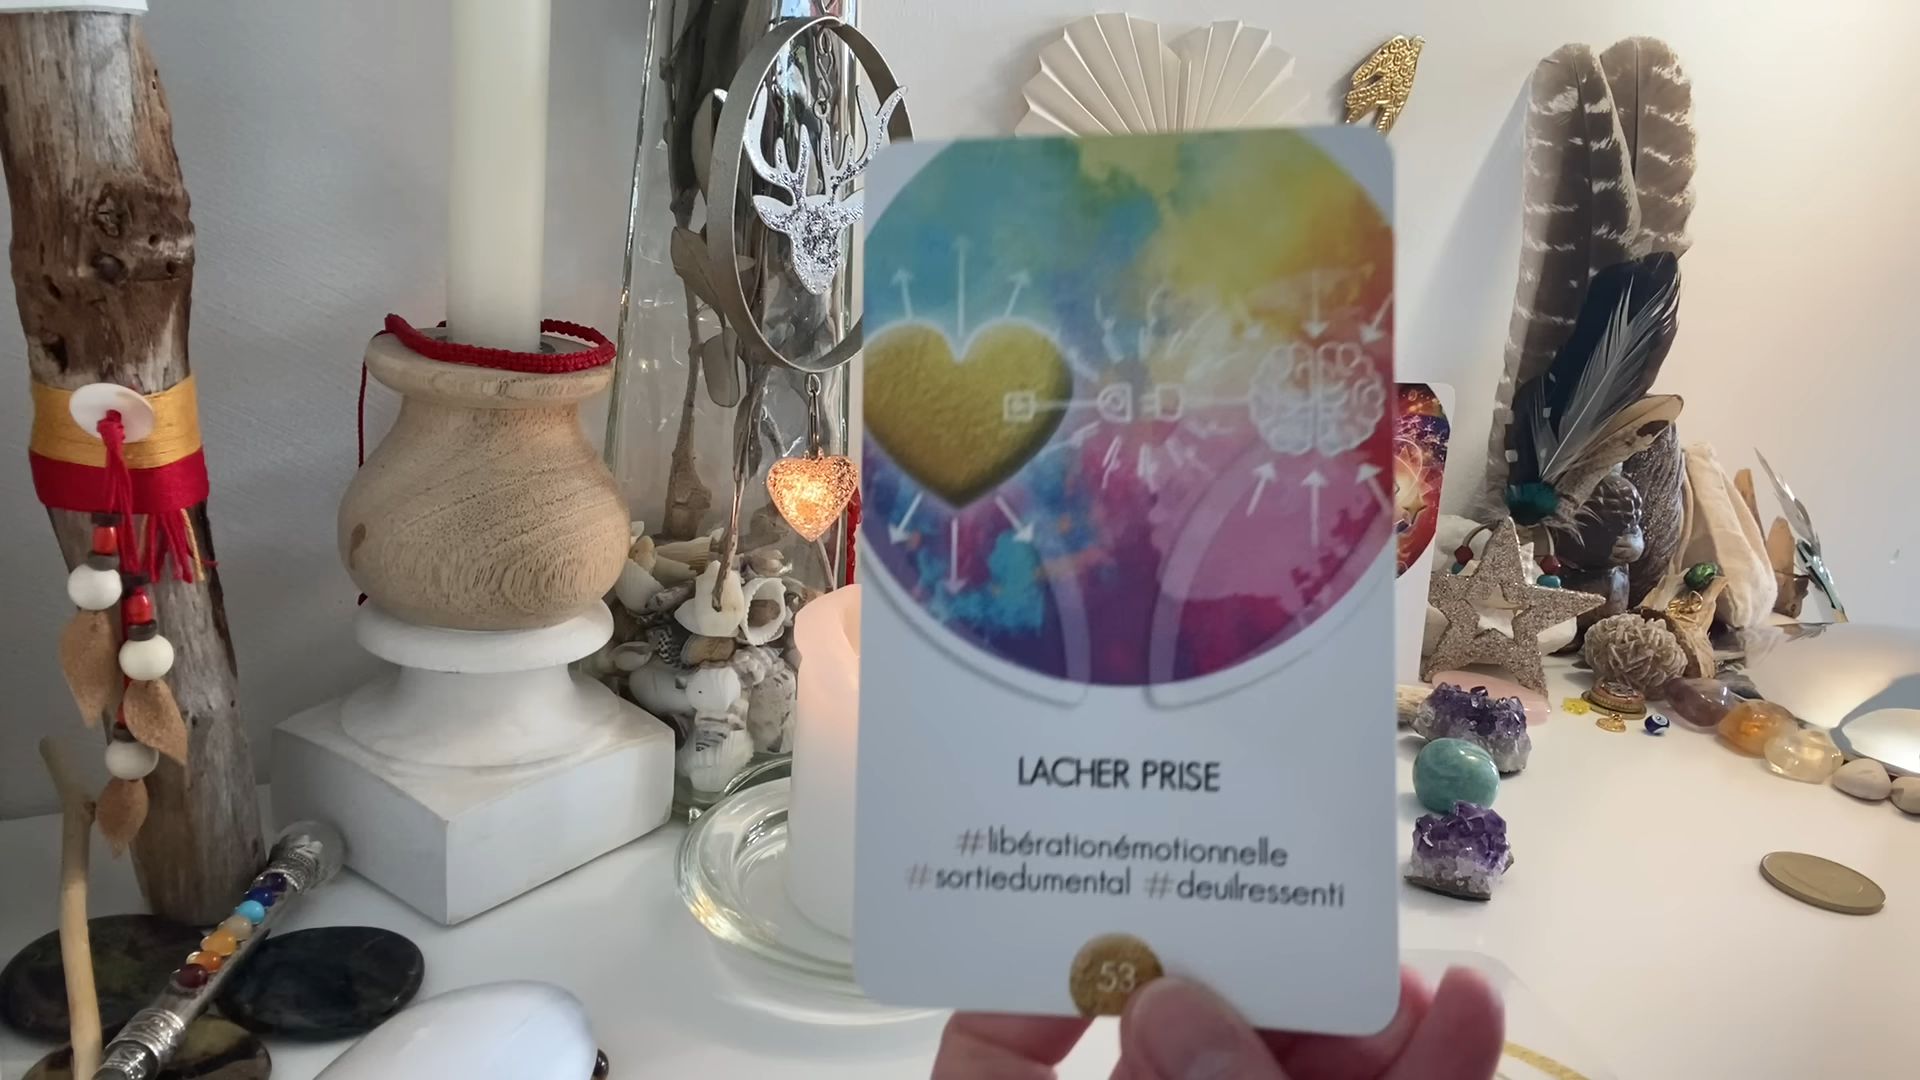 LACHER PRISE
#libérationémotionnelle
#sortiedumental #deuilressenti
53